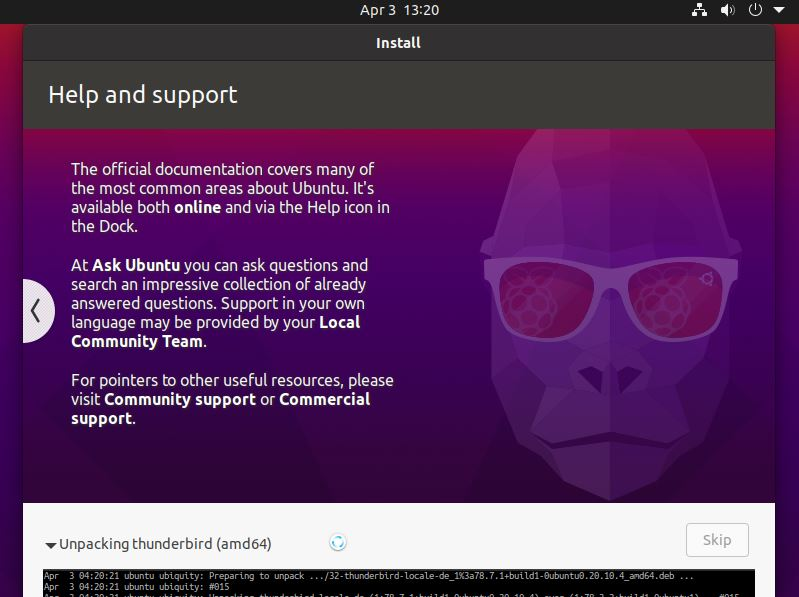 Apr 3 13:20
Install
Help and support
The official documentation covers many of
the most common areas about Ubuntu. It's
available both online and via the Help icon in
the Dock.
At Ask Ubuntu you can ask questions and
search an impressive collection of already
answered questions. Support in your own
language may be provided by your Local
Community Team.
For pointers to other useful resources, please
visit Community support or Commercial
support.
Unpacking thunderbird (amd64)
Skip
Apr  3 04:20:21 ubuntu ubiquity: Preparing to unpack .../32-thunderbird-locale-de_1%3a78.7.1+build1-0ubuntu0.20.10.4_amd64.deb ...
Apr  3 04:20:21 ubuntu ubiquity: #015